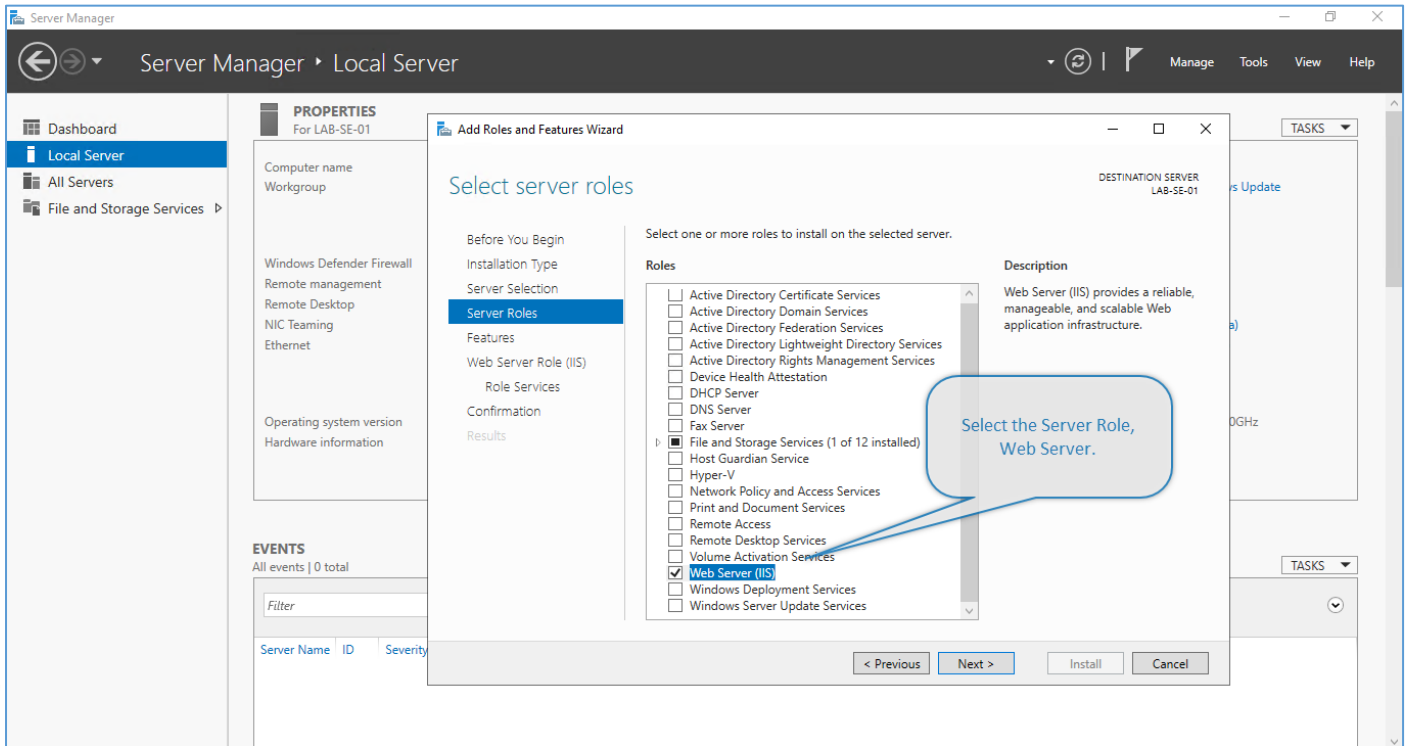 Server Manager
Server Manager • Local Server
Manage Tools View Help
Dashboard
Local Server
All Servers
File and Storage Services
PROPERTIES
For LAB-SE-01
TASKS
Computer name
Workgroup
Windows Defender Firewall
Remote management
Remote Desktop
NIC Teaming
Ethernet
Operating system version
Hardware information
Update
a)
0GHz
Add Roles and Features Wizard
Select server roles
DESTINATION SERVER
LAB-SE-01
Before You Begin
Installation Type
Server Selection
Server Roles
Features
Web Server Role (IIS)
Role Services
Confirmation
Results
Select one or more roles to install on the selected server.
Roles
Active Directory Certificate Services
Active Directory Domain Services
Active Directory Federation Services
Active Directory Lightweight Directory Services
Active Directory Rights Management Services
Device Health Attestation
DHCP Server
DNS Server
Fax Server
File and Storage Services (1 of 12 installed)
Host Guardian Service
Hyper-V
Network Policy and Access Services
Print and Document Services
Remote Access
Remote Desktop Services
Volume Activation Services
Web Server (IIS)
Windows Deployment Services
Windows Server Update Services
Description
Web Server (IIS) provides a reliable,
manageable, and scalable Web
application infrastructure.
Select the Server Role,
Web Server.
< Previous Next > Install Cancel
EVENTS
All events | 0 total
TASKS
Filter
Server Name ID Severity